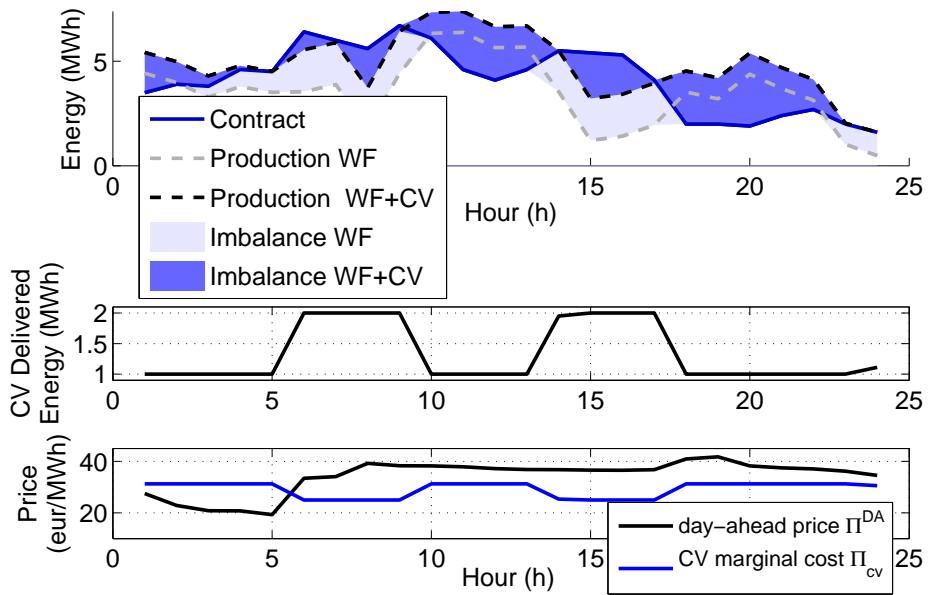 Energy (MWh)
5
0
Contract
Production WF
Production WF+CV
Imbalance WF
Imbalance WF+CV
0 15 20 25
Hour (h)
CV Delivered
Energy (MWh)
2
1.5
1
0 5 10 15 20 25
Price
(eur/MWh)
40
20
0 5 10 15 20 25
Hour (h)
day−ahead price Π^DA
CV marginal cost Π_cv